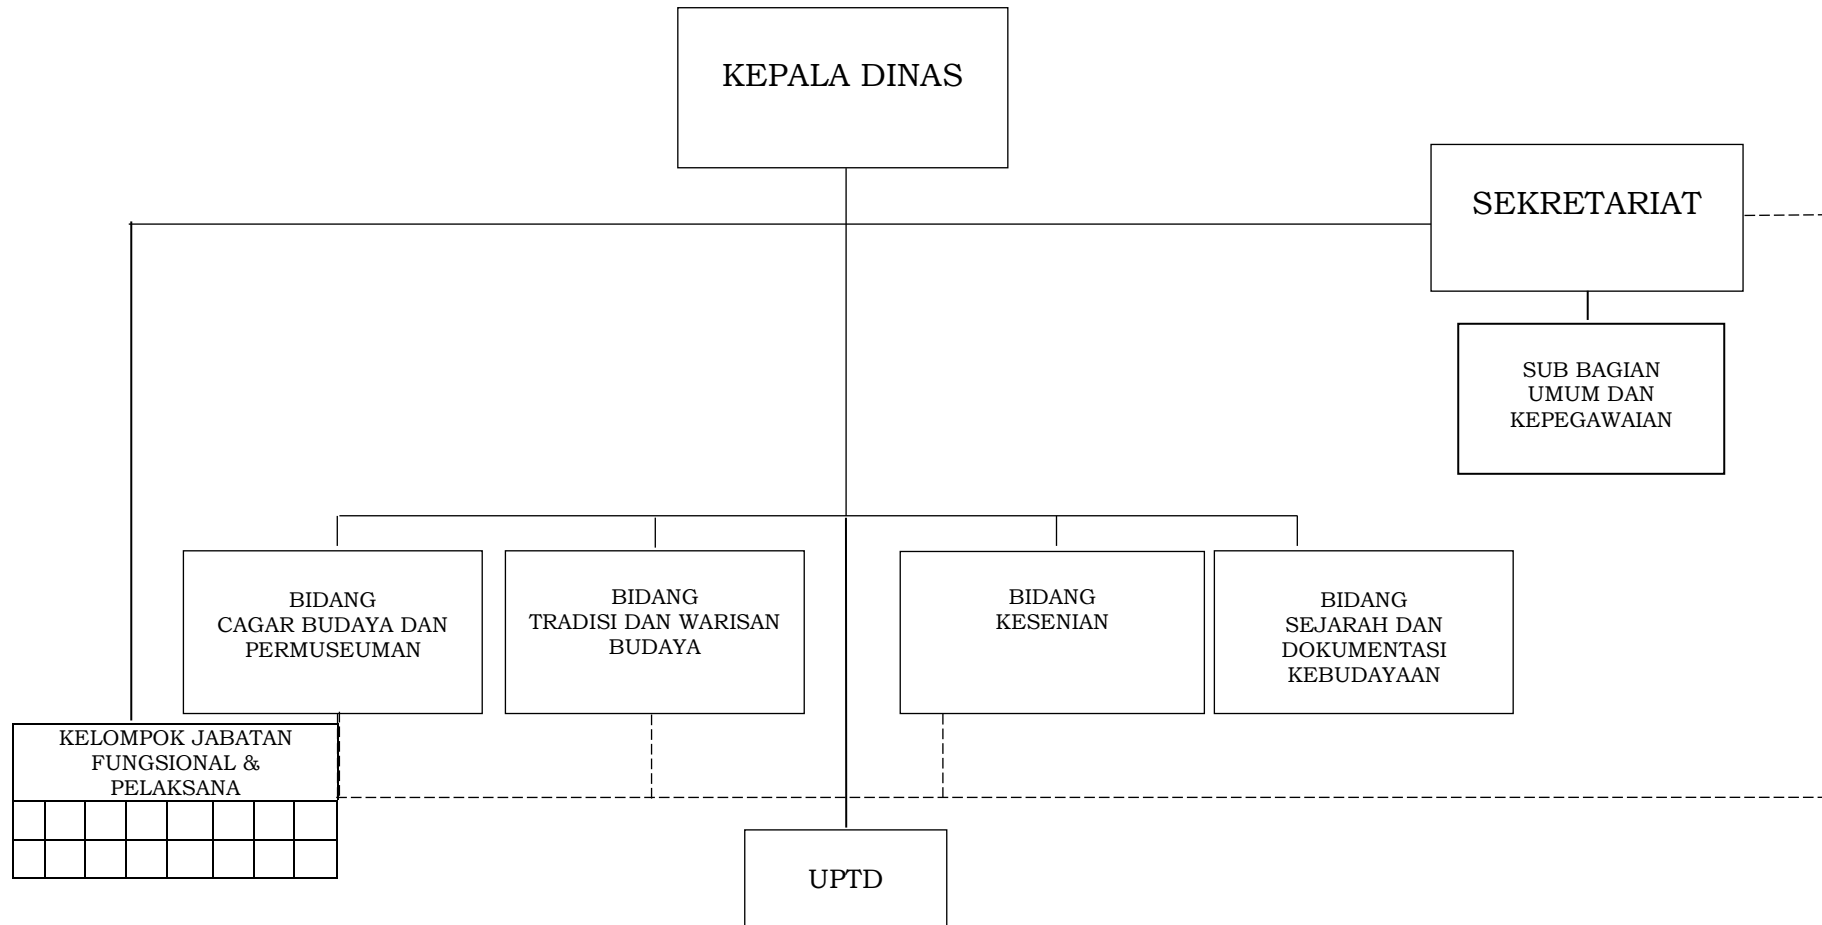 KEPALA DINAS
SEKRETARIAT
SUB BAGIAN
UMUM DAN
KEPEGAWAIAN
BIDANG
CAGAR BUDAYA DAN
PERMUSEUMAN
BIDANG
TRADISI DAN WARISAN
BUDAYA
BIDANG
KESENIAN
BIDANG
SEJARAH DAN
DOKUMENTASI
KEBUDAYAAN
KELOMPOK JABATAN
FUNGSIONAL &
PELAKSANA
UPTD